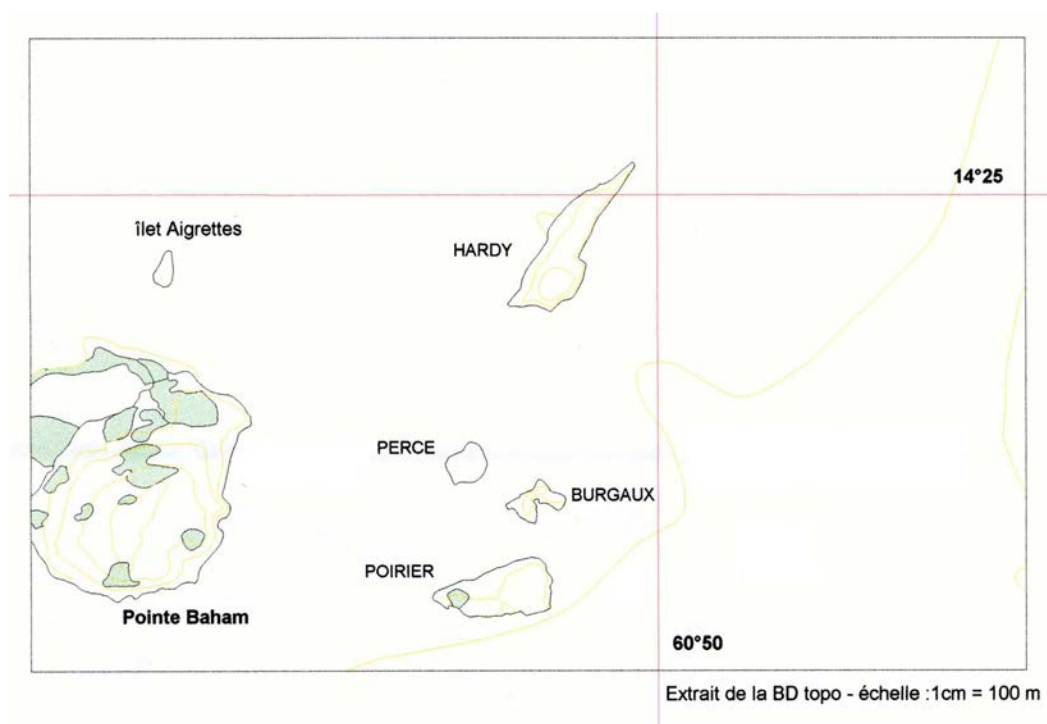 14°25
îlet Aigrettes
HARDY
PERCE
BURGAUX
POIRIER
Pointe Baham
60°50
Extrait de la BD topo - échelle :1cm = 100 m